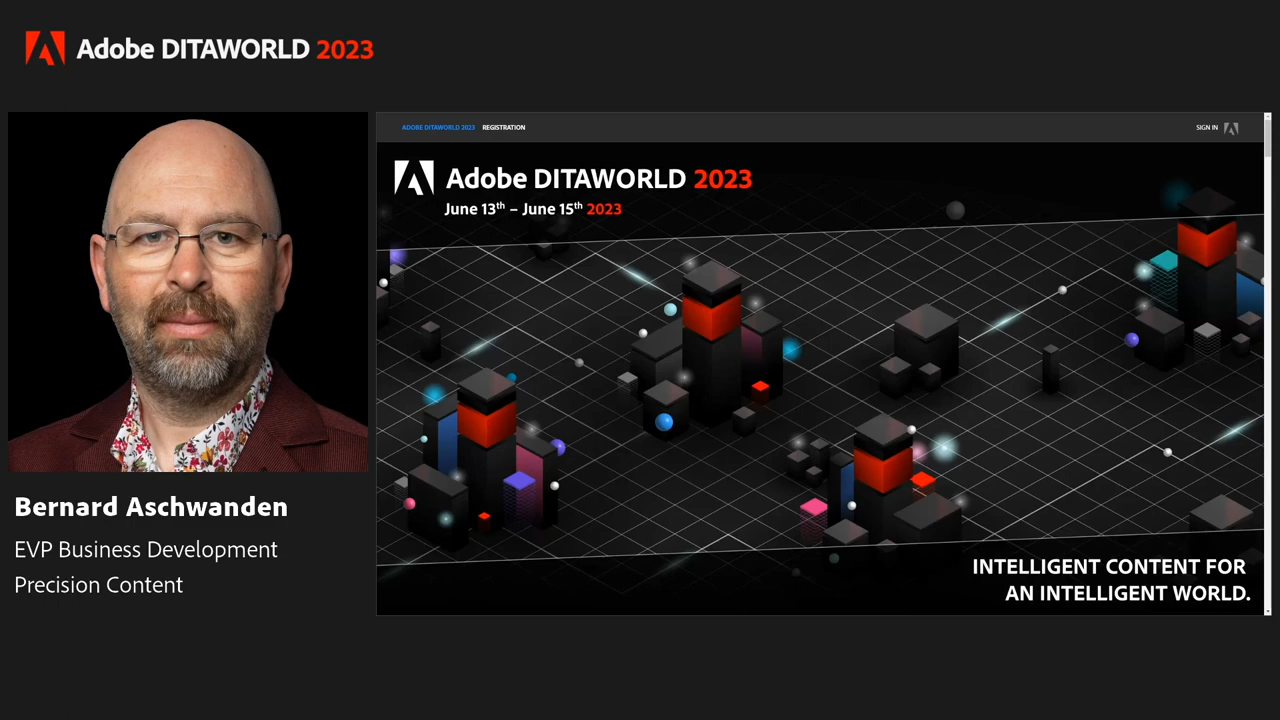 Adobe DITAWORLD 2023
ADOBE DITAWORLD 2023 REGISTRATION
SIGN IN
Adobe DITAWORLD 2023
June 13th – June 15th 2023
Bernard Aschwanden
EVP Business Development
Precision Content
INTELLIGENT CONTENT FOR
AN INTELLIGENT WORLD.